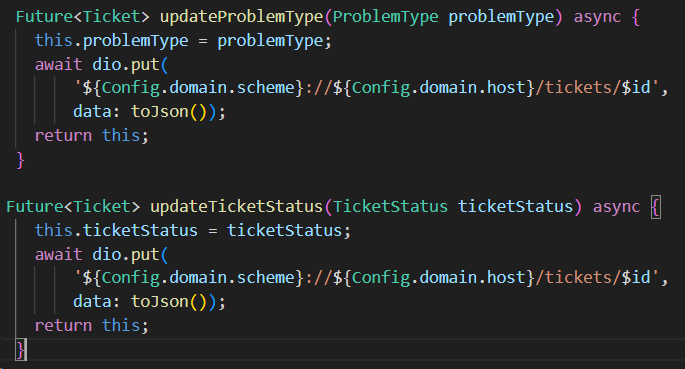 Future<Ticket> updateProblemType(ProblemType problemType) async {
this.problemType = problemType;
await dio.put(
'${Config.domain.scheme}://${Config.domain.host}/tickets/$id',
data: toJson());
return this;
}
Future<Ticket> updateTicketStatus(TicketStatus ticketStatus) async {
this.ticketStatus = ticketStatus;
await dio.put(
'${Config.domain.scheme}://${Config.domain.host}/tickets/$id',
data: toJson());
return this;
}